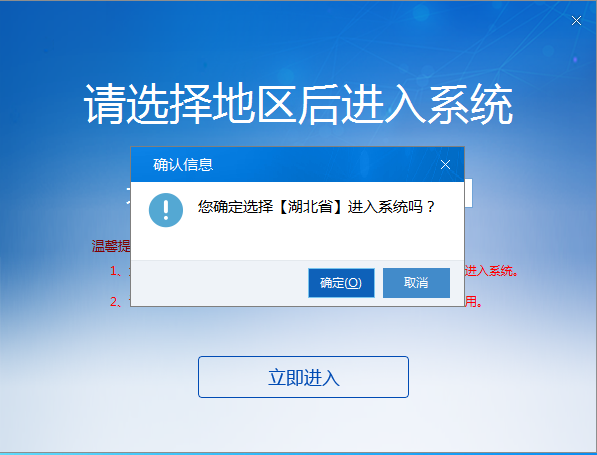 请选择地区后进入系统
确认信息
您确定选择【湖北省】进入系统吗？
温馨提
1、
进入系统。
确定(O)
取消
2、
用。
立即进入